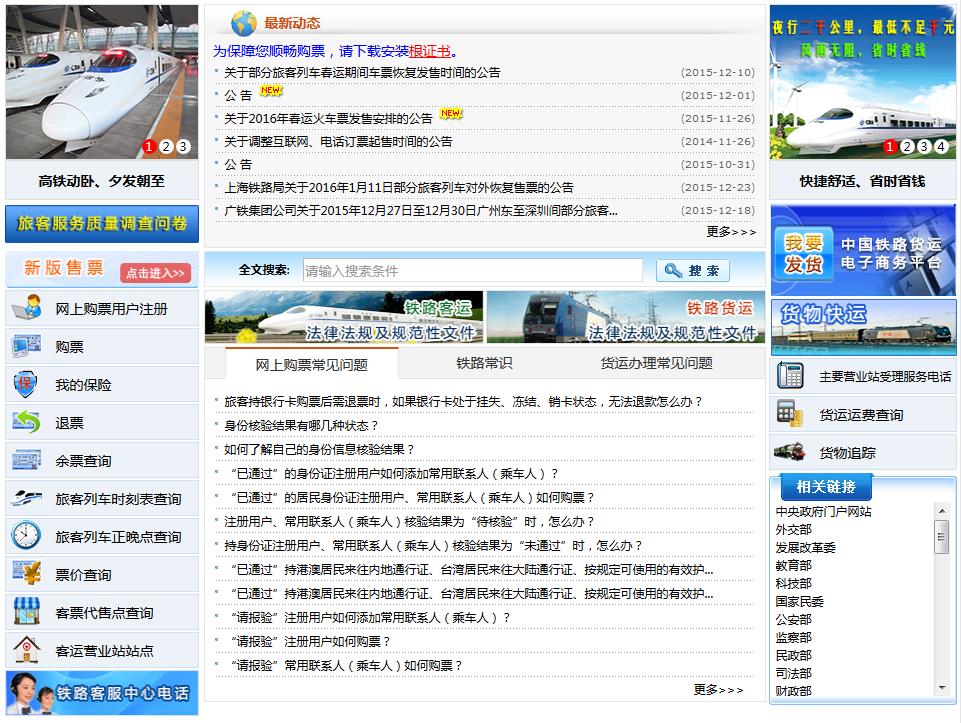 1 2 3
高铁动卧、夕发朝至
旅客服务质量调查问卷
新版售票
点击进入>>
网上购票用户注册
购票
保
我的保险
退票
余票查询
旅客列车时刻表查询
旅客列车正晚点查询
票价查询
客票代售点查询
客运营业站站点
铁路客服中心电话
最新动态
为保障您顺畅购票，请下载安装根证书。
关于部分旅客列车春运期间车票恢复发售时间的公告 (2015-12-10)
公 告 NEW! (2015-12-01)
关于2016年春运火车票发售安排的公告 NEW! (2015-11-26)
关于调整互联网、电话订票起售时间的公告 (2014-11-26)
公 告 (2015-10-31)
上海铁路局关于2016年1月11日部分旅客列车对外恢复售票的公告 (2015-12-23)
广铁集团公司关于2015年12月27日至12月30日广州东至深圳间部分旅客... (2015-12-18)
更多>>>
全文搜索: 请输入搜索条件 搜 索
铁路客运
法律法规及规范性文件
铁路货运
法律法规及规范性文件
网上购票常见问题 铁路常识 货运办理常见问题
旅客持银行卡购票后需退票时，如果银行卡处于挂失、冻结、销卡状态，无法退款怎么办？
身份核验结果有哪几种状态？
如何了解自己的身份信息核验结果？
“已通过”的身份证注册用户如何添加常用联系人（乘车人）？
“已通过”的居民身份证注册用户、常用联系人（乘车人）如何购票？
注册用户、常用联系人（乘车人）核验结果为“待核验”时，怎么办？
持身份证注册用户、常用联系人（乘车人）核验结果为“未通过”时，怎么办？
“已通过”持港澳居民来往内地通行证、台湾居民来往大陆通行证、按规定可使用的有效护...
“已通过”持港澳居民来往内地通行证、台湾居民来往大陆通行证、按规定可使用的有效护...
“请报验”注册用户如何添加常用联系人（乘车人）？
“请报验”注册用户如何购票？
“请报验”常用联系人（乘车人）如何购票？
更多>>>
夜行二千公里，最低不足千元
风雨无阻，省时省钱
1 2 3 4
快捷舒适、省时省钱
我要
发货
中国铁路货运
电子商务平台
货物快运
主要营业站受理服务电话
货运运费查询
货物追踪
相关链接
中央政府门户网站
外交部
发展改革委
教育部
科技部
国家民委
公安部
监察部
民政部
司法部
财政部